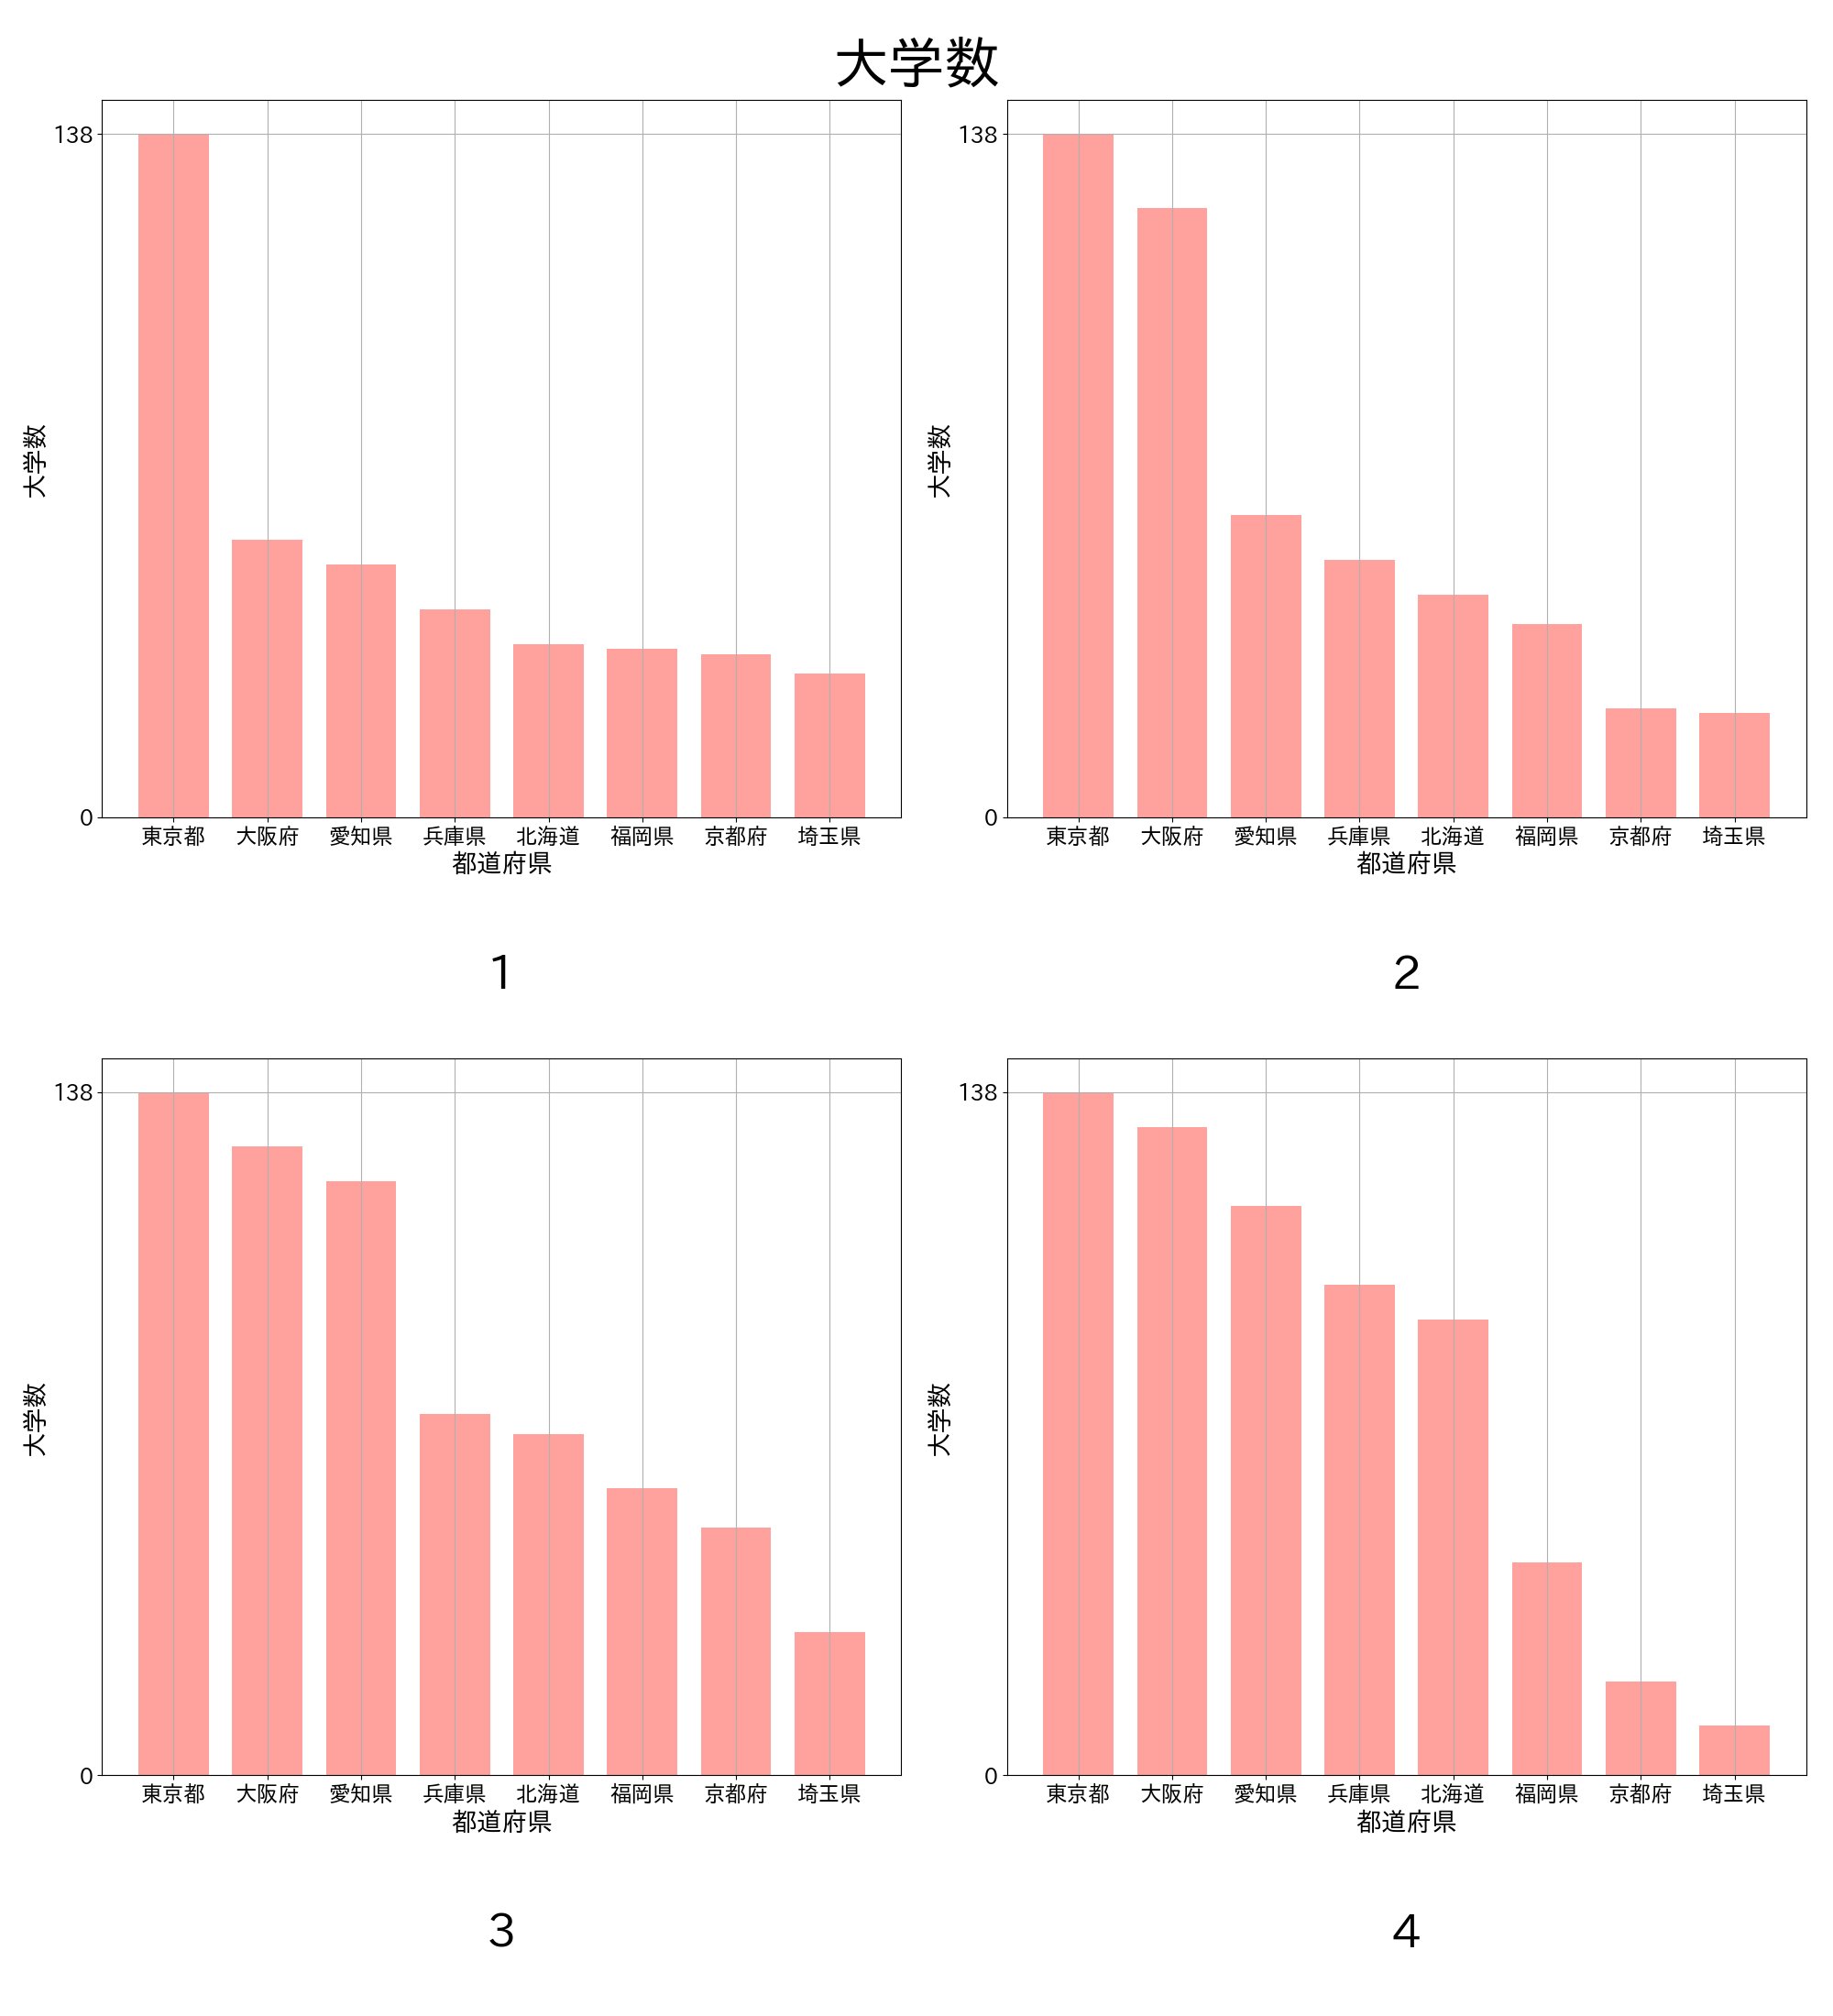 大学数
138
大学数
0
東京都 大阪府 愛知県 兵庫県 北海道 福岡県 京都府 埼玉県
都道府県
1
138
大学数
0
東京都 大阪府 愛知県 兵庫県 北海道 福岡県 京都府 埼玉県
都道府県
2
138
大学数
0
東京都 大阪府 愛知県 兵庫県 北海道 福岡県 京都府 埼玉県
都道府県
3
138
大学数
0
東京都 大阪府 愛知県 兵庫県 北海道 福岡県 京都府 埼玉県
都道府県
4